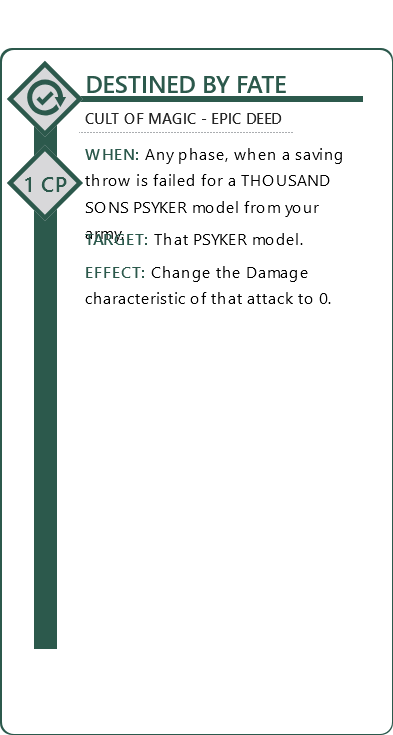 DESTINED BY FATE
CULT OF MAGIC - EPIC DEED
WHEN: Any phase, when a saving
throw is failed for a THOUSAND
1 CP
SONS PSYKER model from your
army.
TARGET: That PSYKER model.
EFFECT: Change the Damage
characteristic of that attack to 0.